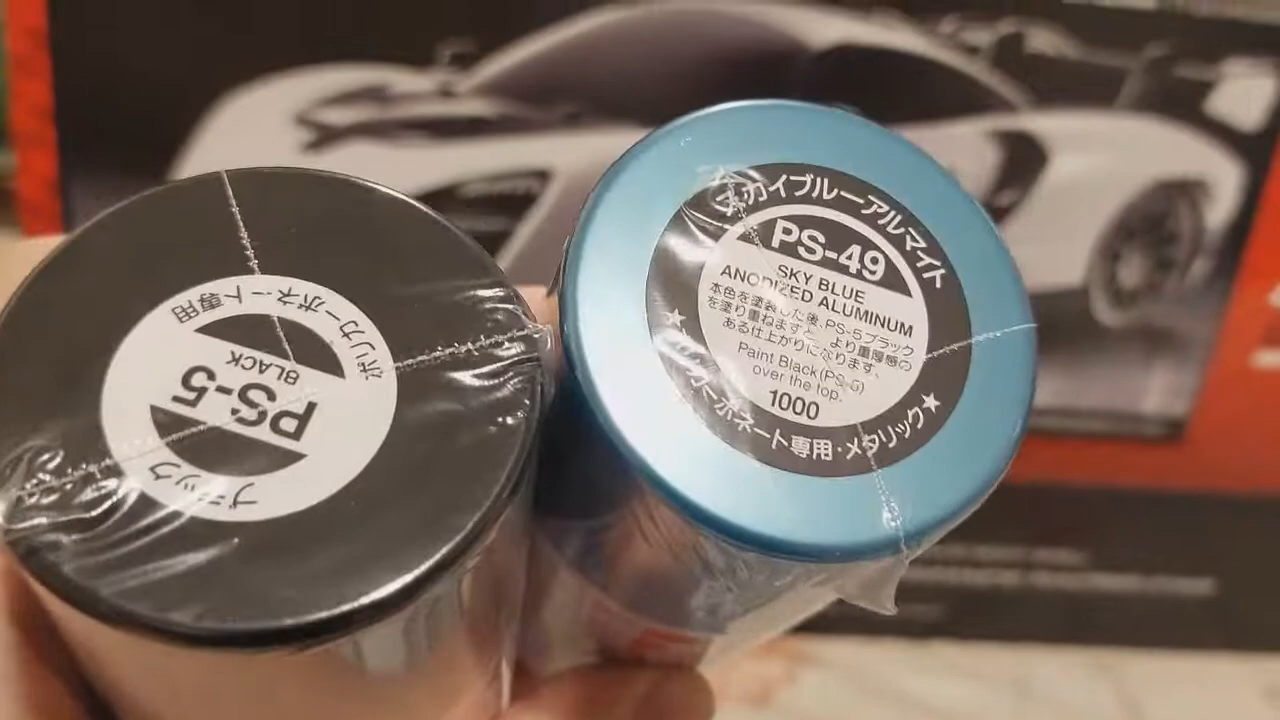 ブラック
PS-5
BLACK
ポリカーボネート専用
スカイブルーアルマイト
PS-49
SKY BLUE
ANODIZED ALUMINUM
本色を塗装した後、PS-5ブラック
を塗り重ねますと、より重厚感の
ある仕上がりになります。
Paint Black(PS-5)
over the top.
1000
★ ーボネート専用・メタリック★